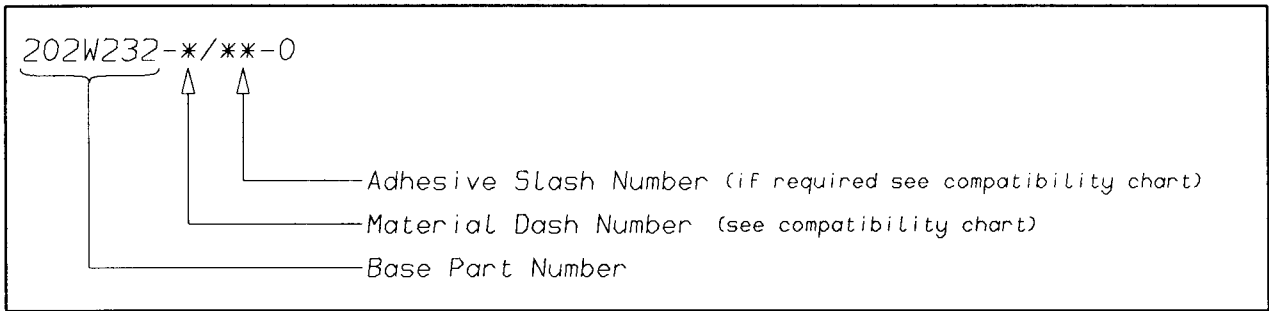 202W232-*/**-0
Adhesive Slash Number (if required see compatibility chart)
Material Dash Number (see compatibility chart)
Base Part Number